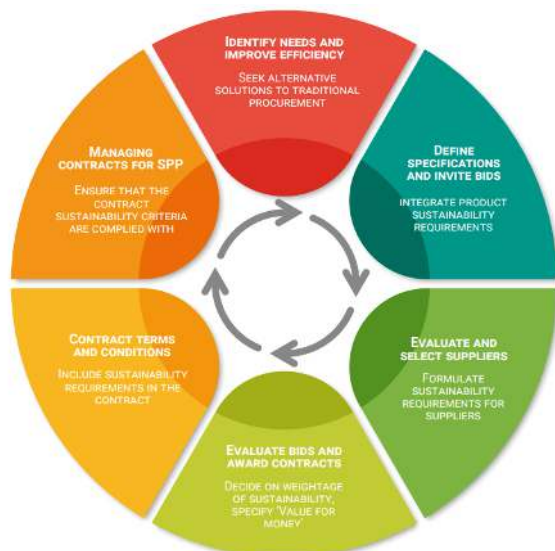 IDENTIFY NEEDS AND
IMPROVE EFFICIENCY
SEEK ALTERNATIVE
SOLUTIONS TO TRADITIONAL
PROCUREMENT
DEFINE
SPECIFICATIONS
AND INVITE BIDS
INTEGRATE PRODUCT
SUSTAINABILITY
REQUIREMENTS
EVALUATE AND
SELECT SUPPLIERS
FORMULATE
SUSTAINABILITY
REQUIREMENTS FOR
SUPPLIERS
EVALUATE BIDS AND
AWARD CONTRACTS
DECIDE ON WEIGHTAGE
OF SUSTAINABILITY,
SPECIFY 'VALUE FOR
MONEY'
CONTRACT TERMS
AND CONDITIONS
INCLUDE SUSTAINABILITY
REQUIREMENTS IN THE
CONTRACT
MANAGING
CONTRACTS FOR SPP
ENSURE THAT THE
CONTRACT
SUSTAINABILITY CRITERIA
ARE COMPLIED WITH